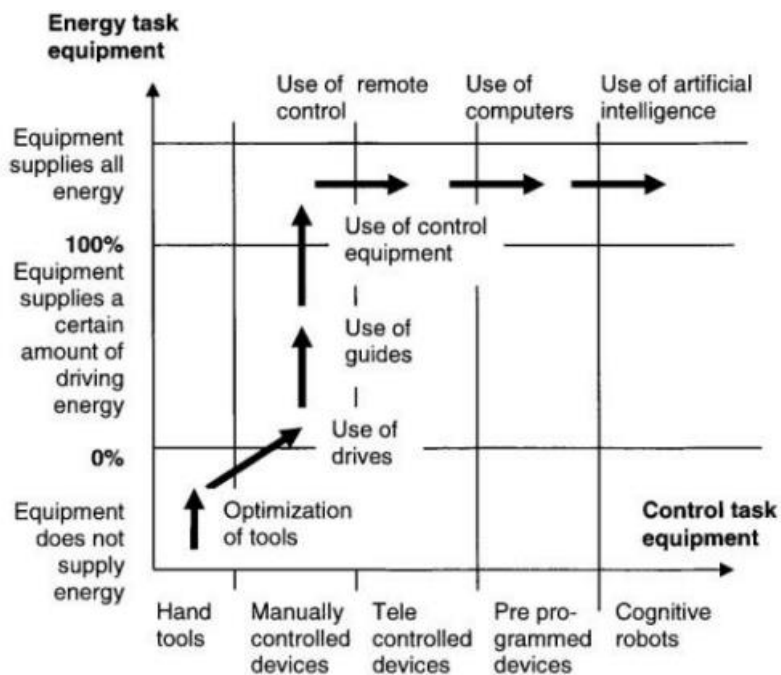 Energy task
equipment
Use of remote
control
Use of
computers
Use of artificial
intelligence
Equipment
supplies all
energy
Use of control
equipment
100%
Equipment
supplies a
certain
amount of
driving
energy
Use of
guides
Use of
drives
0%
Equipment
does not
supply
energy
Optimization
of tools
Control task
equipment
Hand
tools
Manually
controlled
devices
Tele
controlled
devices
Pre pro-
grammed
devices
Cognitive
robots